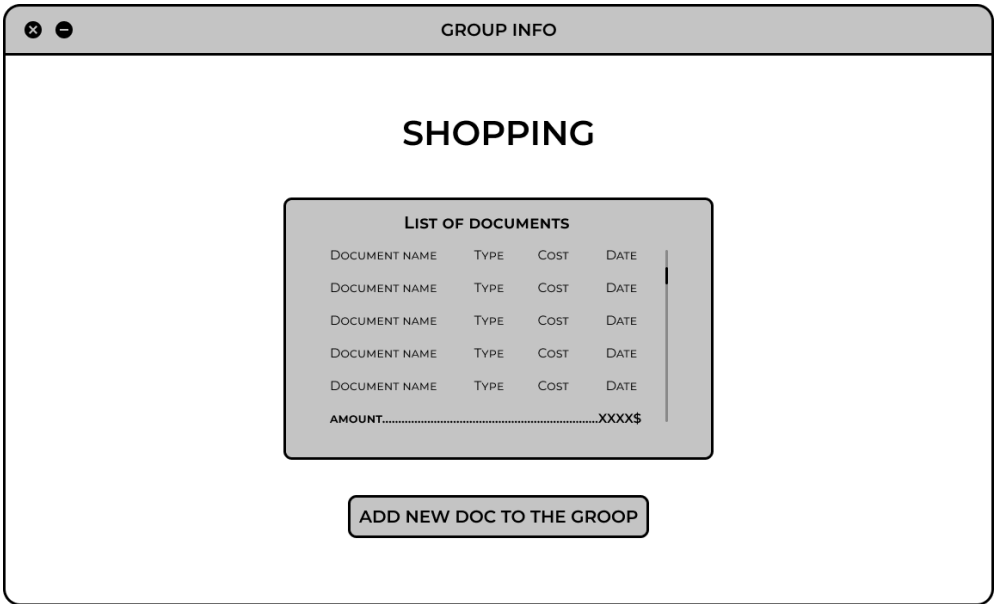 GROUP INFO
SHOPPING
List of documents
Document name Type Cost Date
Document name Type Cost Date
Document name Type Cost Date
Document name Type Cost Date
Document name Type Cost Date
amount....................................................................XXXX$
ADD NEW DOC TO THE GROOP